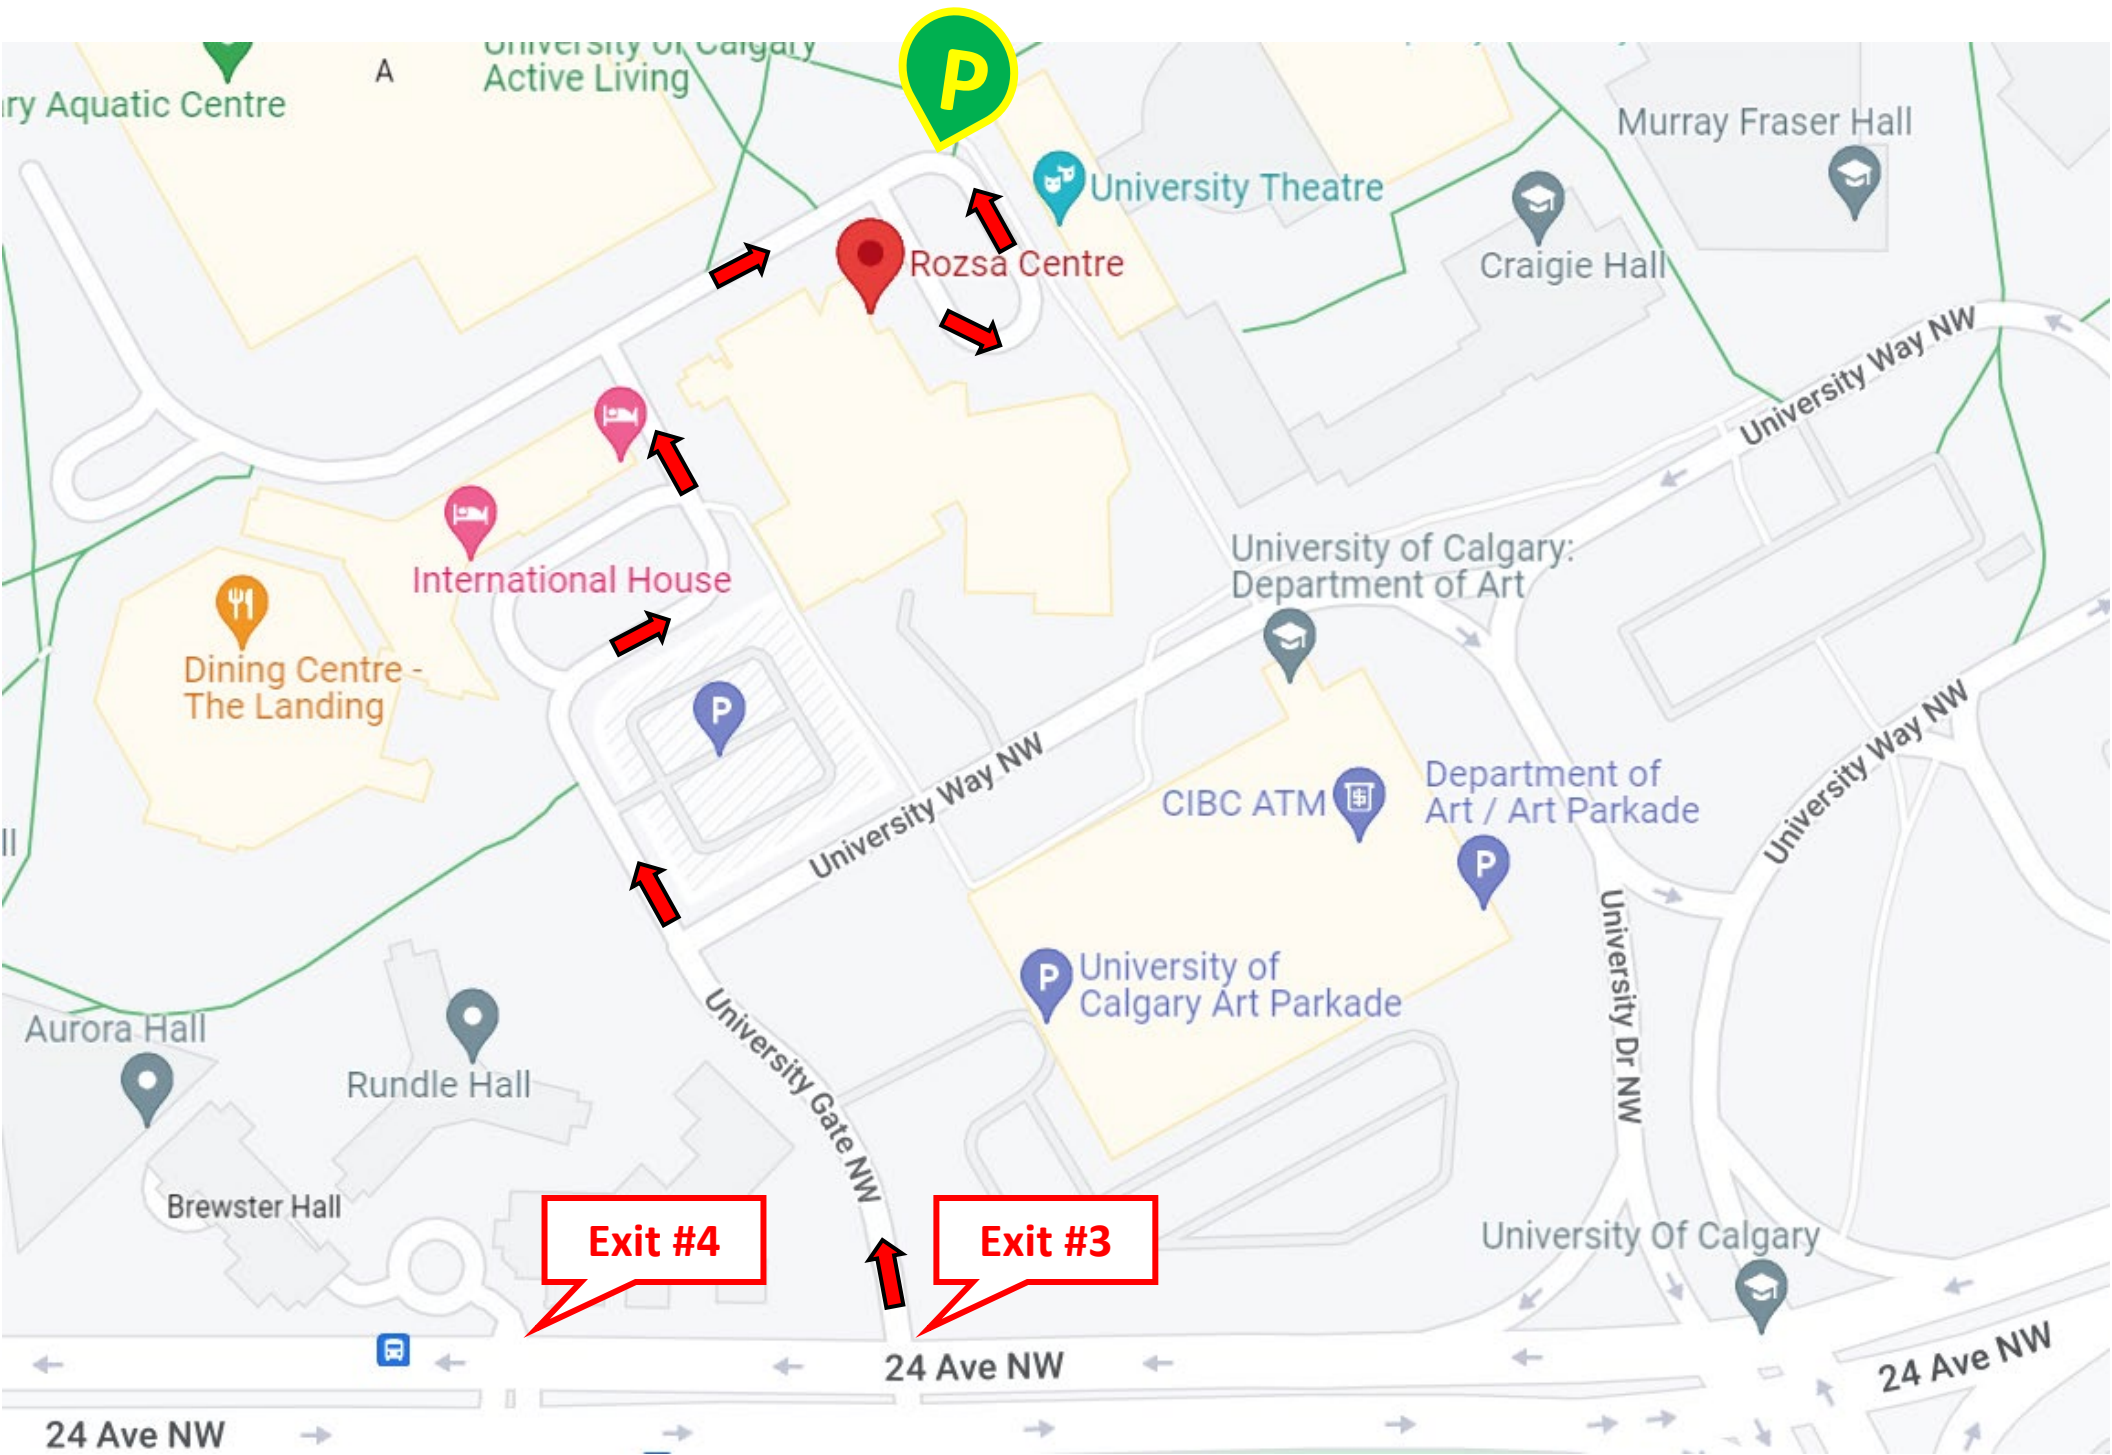 University of Calgary
Active Living
P
A
ry Aquatic Centre
Murray Fraser Hall
University Theatre
Rozsa Centre
Craigie Hall
University Way NW
University of Calgary:
Department of Art
International House
Dining Centre -
The Landing
P
University Way NW
University Way NW
CIBC ATM
Department of
Art / Art Parkade
P
ll
University of
Calgary Art Parkade
P
University Dr NW
University Gate NW
Aurora Hall
Rundle Hall
Brewster Hall
Exit #4
Exit #3
University Of Calgary
24 Ave NW
24 Ave NW
24 Ave NW